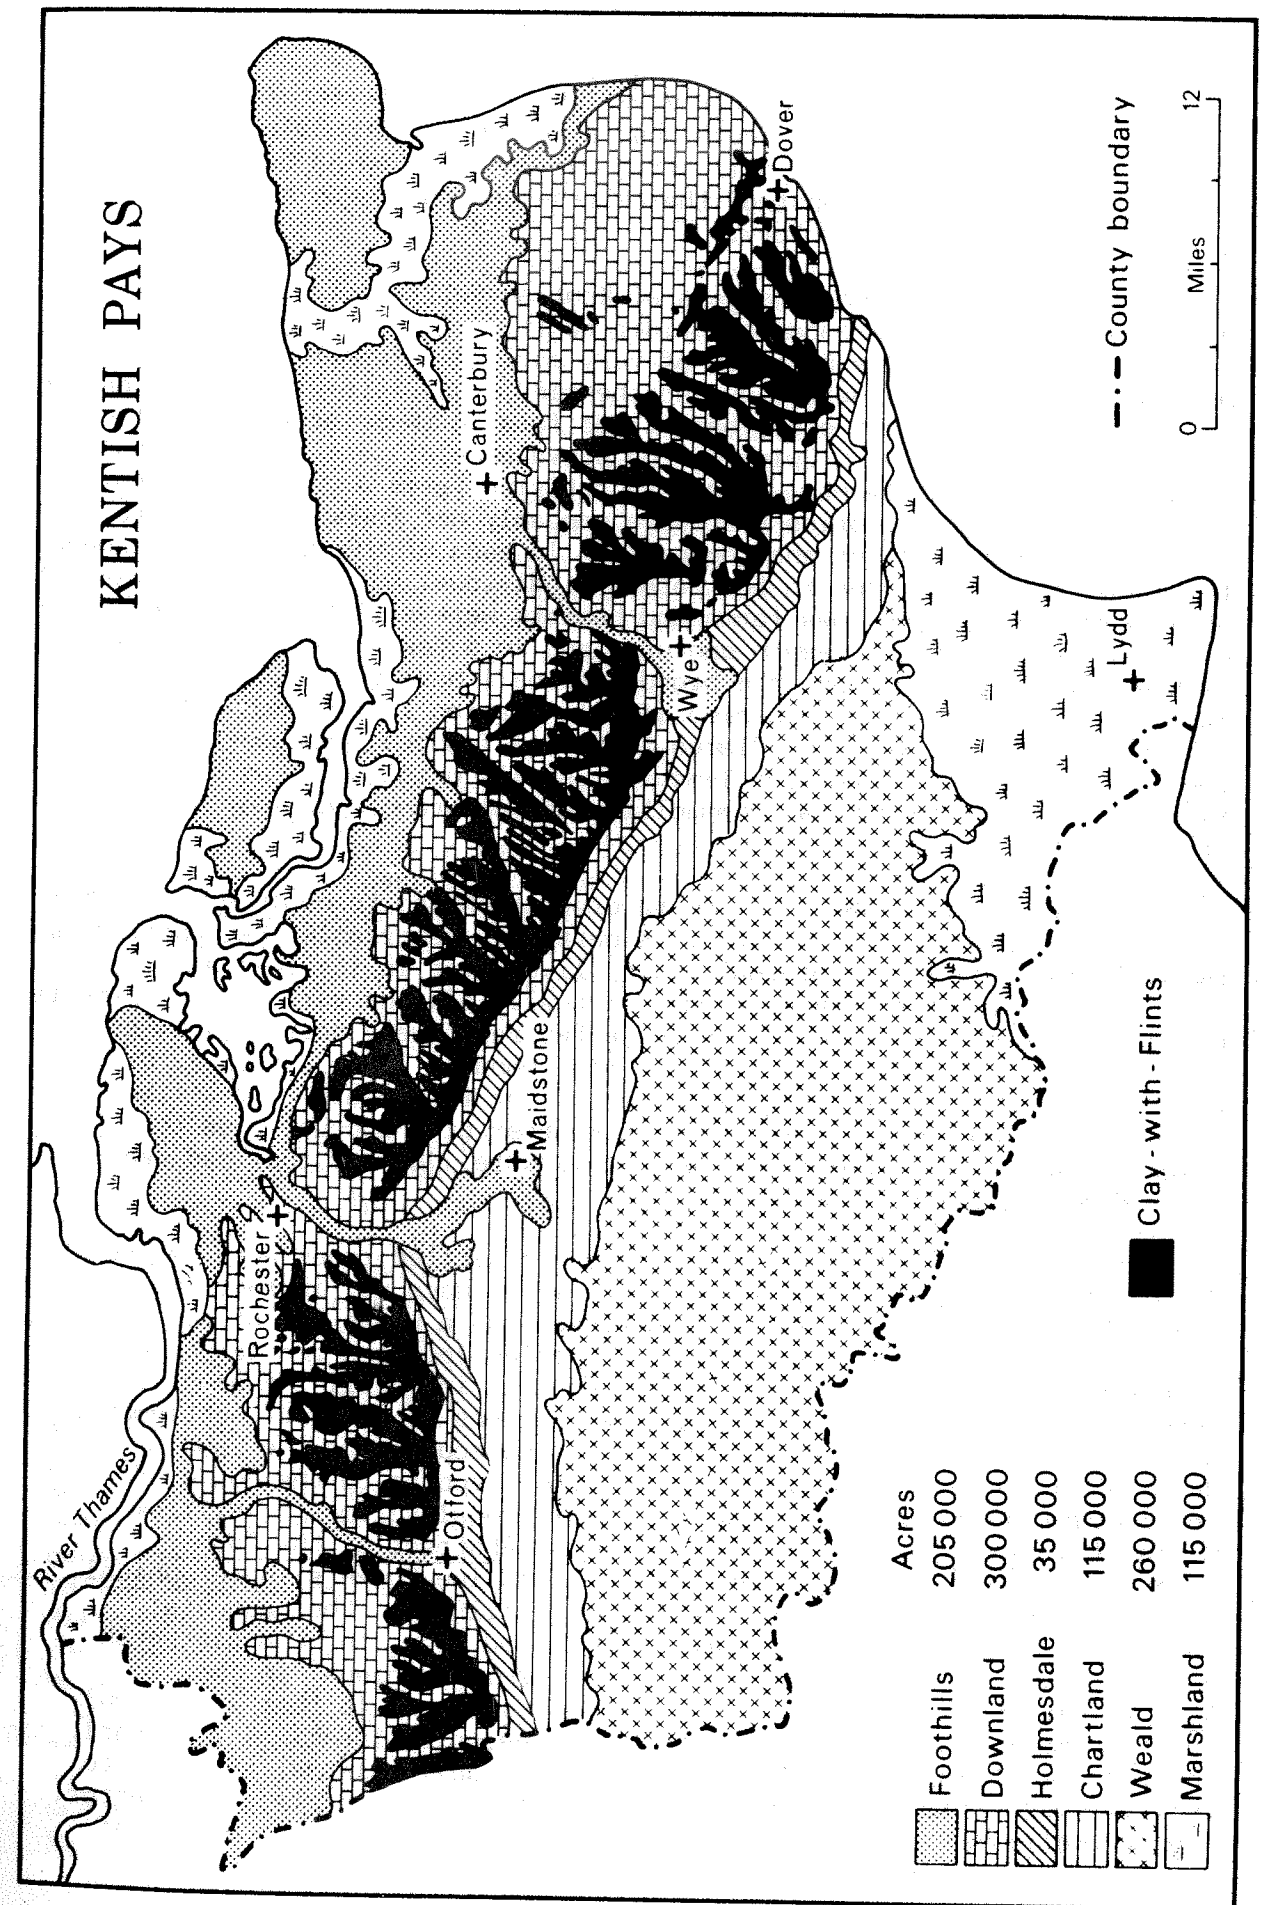 KENTISH PAYS
River Thames
Rochester
Canterbury
Dover
Otford
Maidstone
Wye
Lydd
Acres
Foothills 205 000
Downland 300 000
Holmesdale 35 000
Chartland 115 000
Weald 260 000
Marshland 115 000
Clay - with - Flints
County boundary
0 Miles 12